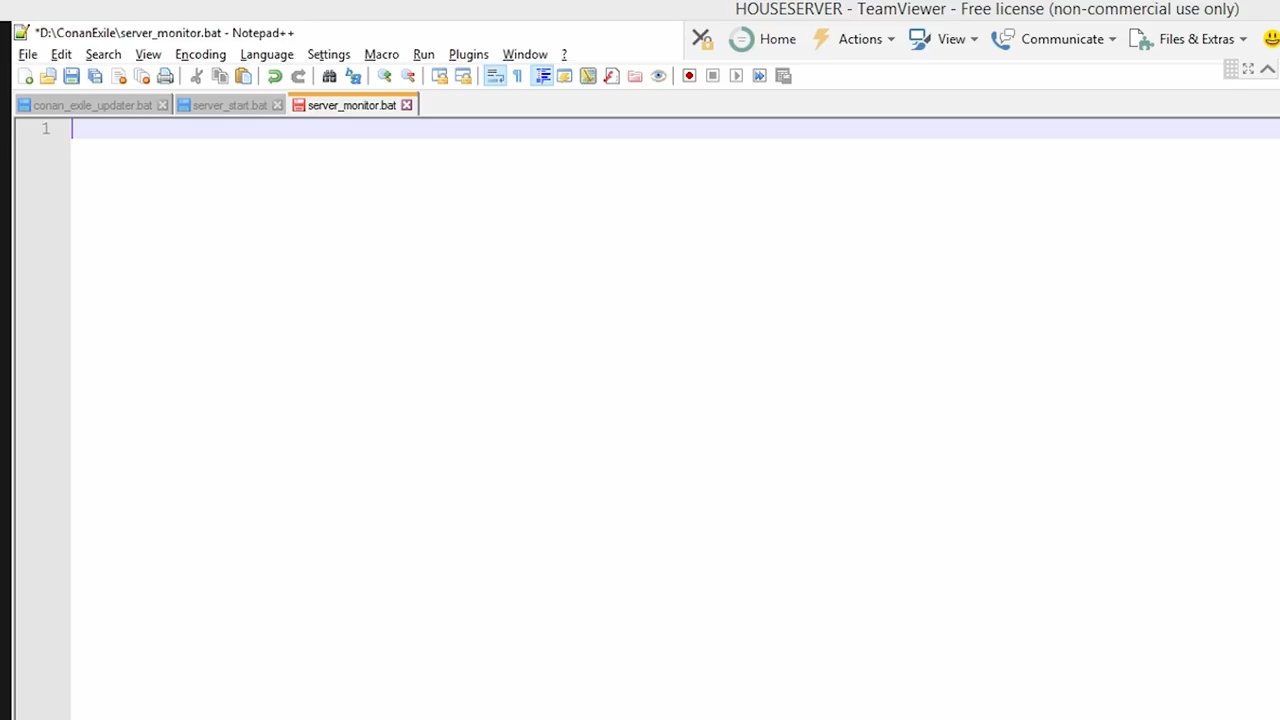 HOUSESERVER - TeamViewer - Free license (non-commercial use only)
*D:\ConanExile\server_monitor.bat - Notepad++
Home Actions View Communicate Files & Extras
File Edit Search View Encoding Language Settings Macro Run Plugins Window ?
conan_exile_updater.bat server_start.bat server_monitor.bat
1